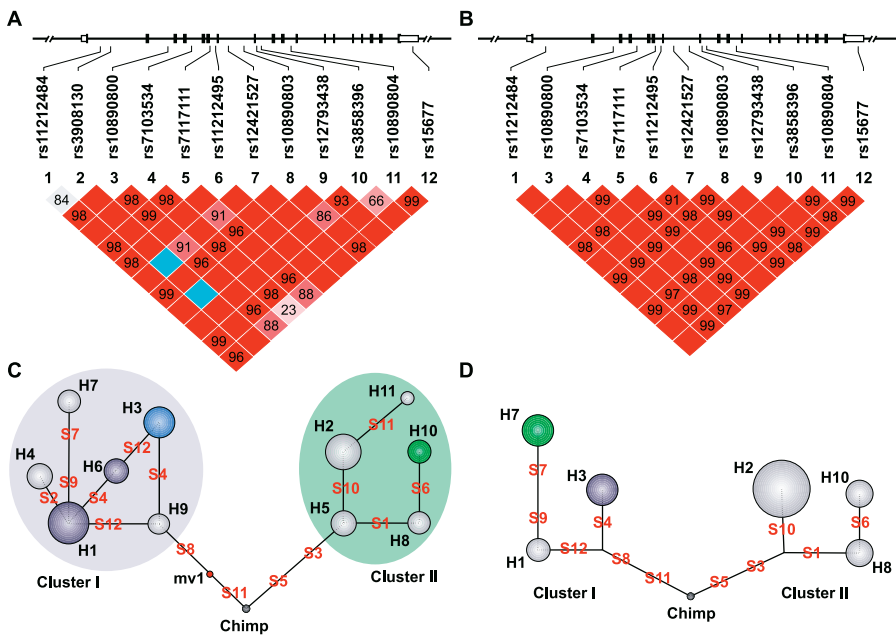 A
rs11212484
rs3908130
rs10890800
rs7103534
rs7117111
rs11212495
rs12421527
rs10890803
rs12793438
rs3858396
rs10890804
rs15677
1 2 3 4 5 6 7 8 9 10 11 12
84 98 98 93 66 99
98 99 91 86
96
98 91 98 98
98 96
96
99 98 88
96 23
88
99
96
B
rs11212484
rs10890800
rs7103534
rs7117111
rs11212495
rs12421527
rs10890803
rs12793438
rs3858396
rs10890804
rs15677
1 3 4 5 6 7 8 9 10 11 12
99 91 99 99
99 98
98 99 99
98 99 96 98
99 99
99 98 99
97
99 99 97
99
C
H7
H3
H4
H6
H1
H9
S7
S9
S2
S4
S12
S4
S12
Cluster I
S8
mv1
S11
Chimp
S5
S3
H11
H2
H10
S11
S10
S6
H5
S1
H8
Cluster II
D
H7
H3
S7
S9
S4
H1
S12
S8
S11
Cluster I
Chimp
S5
S3
H2
H10
S10
S6
S1
H8
Cluster II